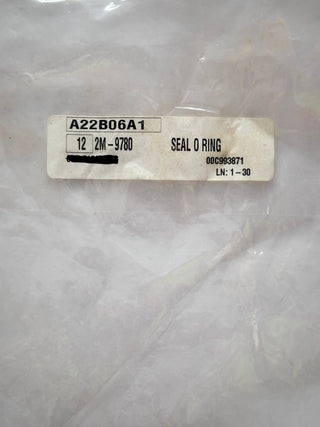 A22B06A1
12 2M-9780 SEAL O RING
00C993871
LN: 1-30